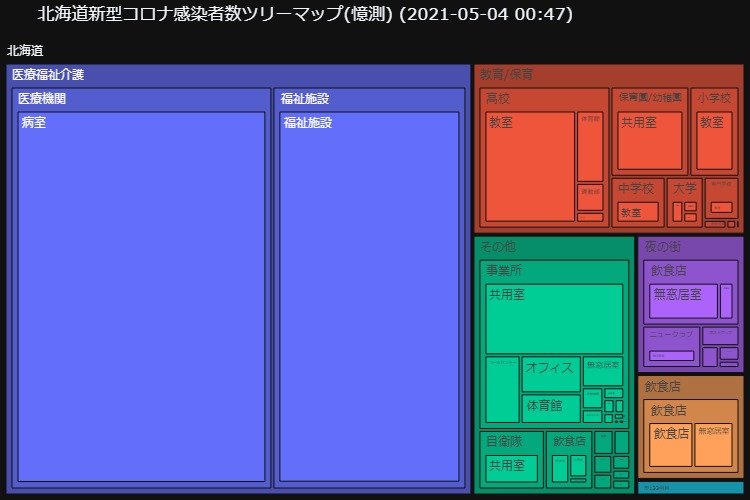 北海道新型コロナ感染者数ツリーマップ(憶測) (2021-05-04 00:47)
北海道
医療福祉介護
医療機関
病室
福祉施設
福祉施設
教育/保育
高校
教室
体育館
保育園/幼稚園
共用室
小学校
教室
中学校
教室
大学
その他
事業所
共用室
オフィス
体育館
無窓居室
自衛隊
共用室
飲食店
夜の街
飲食店
無窓居室
ニュークラブ
飲食店
飲食店
飲食店
無窓居室